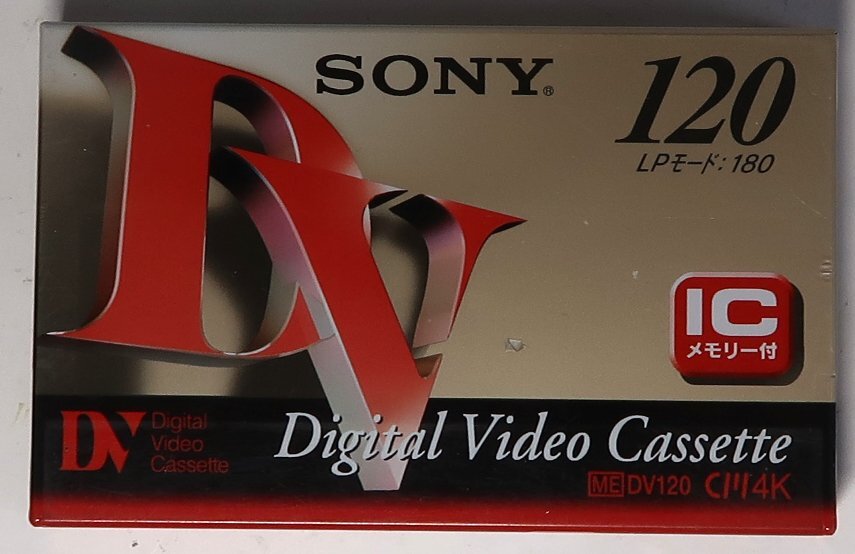 DV
SONY®
120
LPモード:180
IC
メモリー付
DV
Digital
Video
Cassette
Digital Video Cassette
ME DV120 CM4K